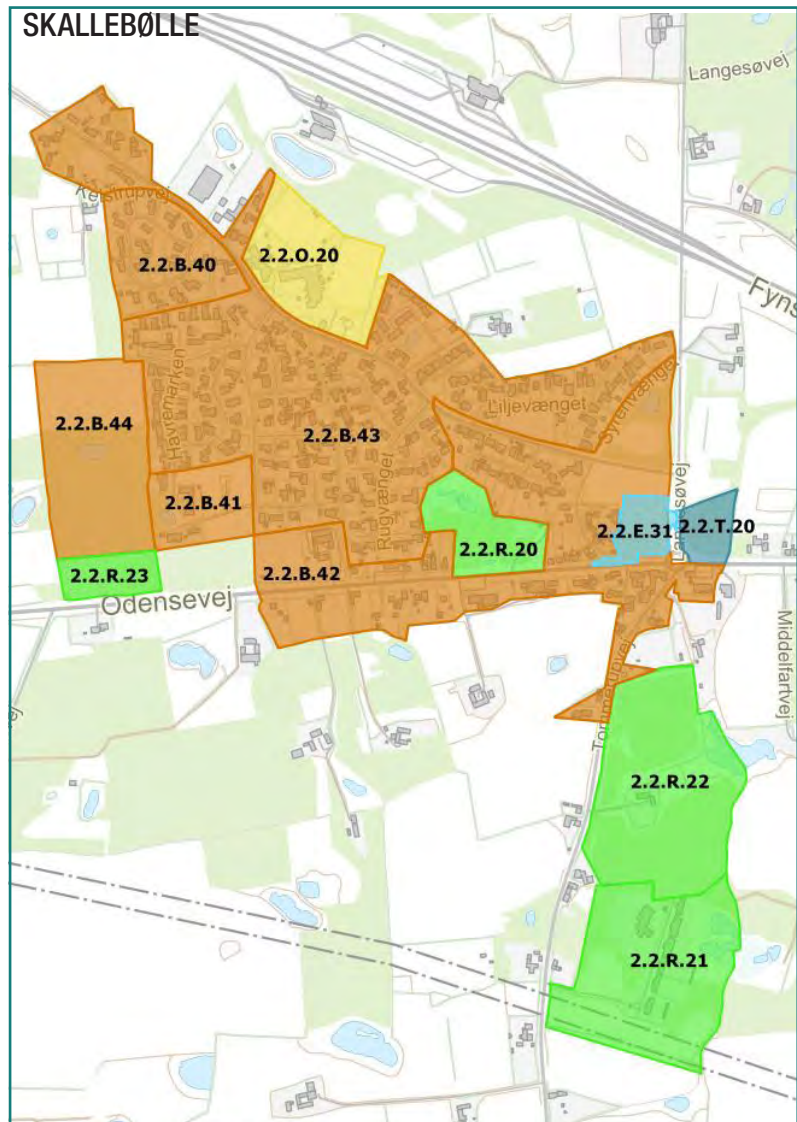 SKALLEBØLLE
Langesøvej
Kelstrupvej
2.2.O.20
2.2.B.40
Fyns
Liljevænget
Syrenvænget
Havremarken
2.2.B.44
2.2.B.43
Rugvænget
2.2.B.41
Langesøvej
2.2.E.31
2.2.T.20
2.2.B.42
2.2.R.20
2.2.R.23
Odensevej
Middelfartvej
Tommerupvej
2.2.R.22
2.2.R.21